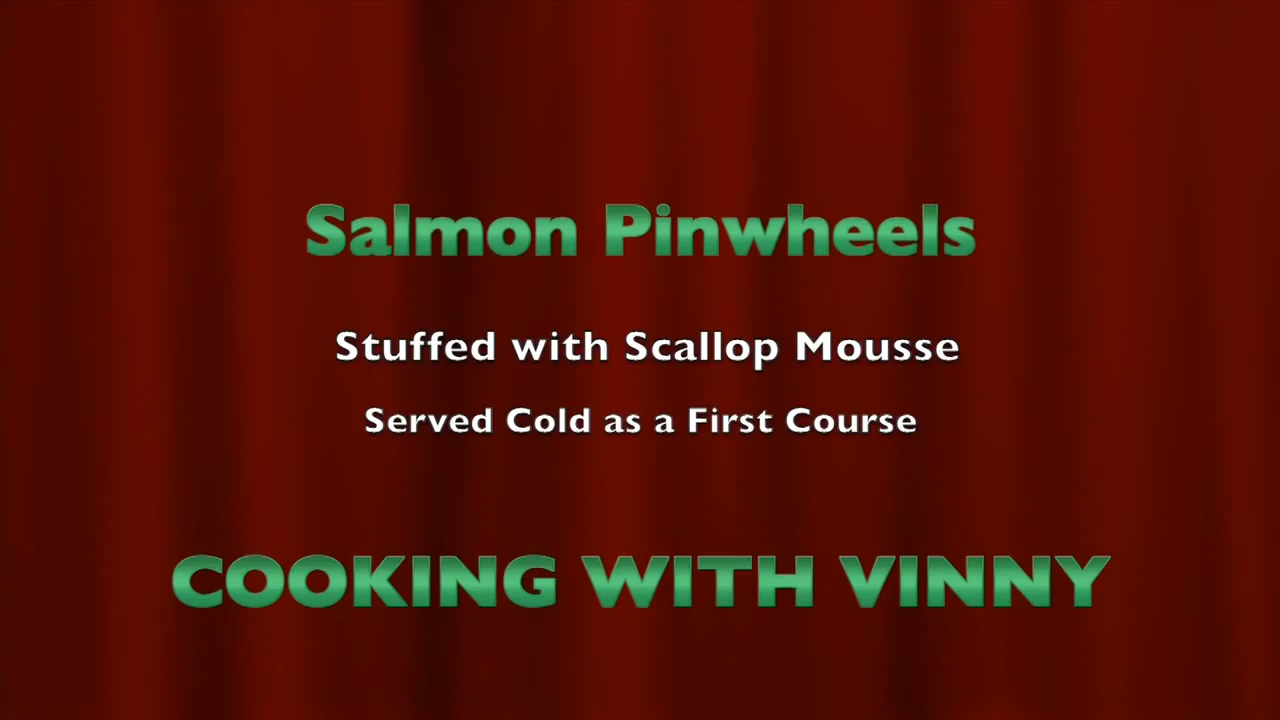 Salmon Pinwheels
Stuffed with Scallop Mousse
Served Cold as a First Course
COOKING WITH VINNY